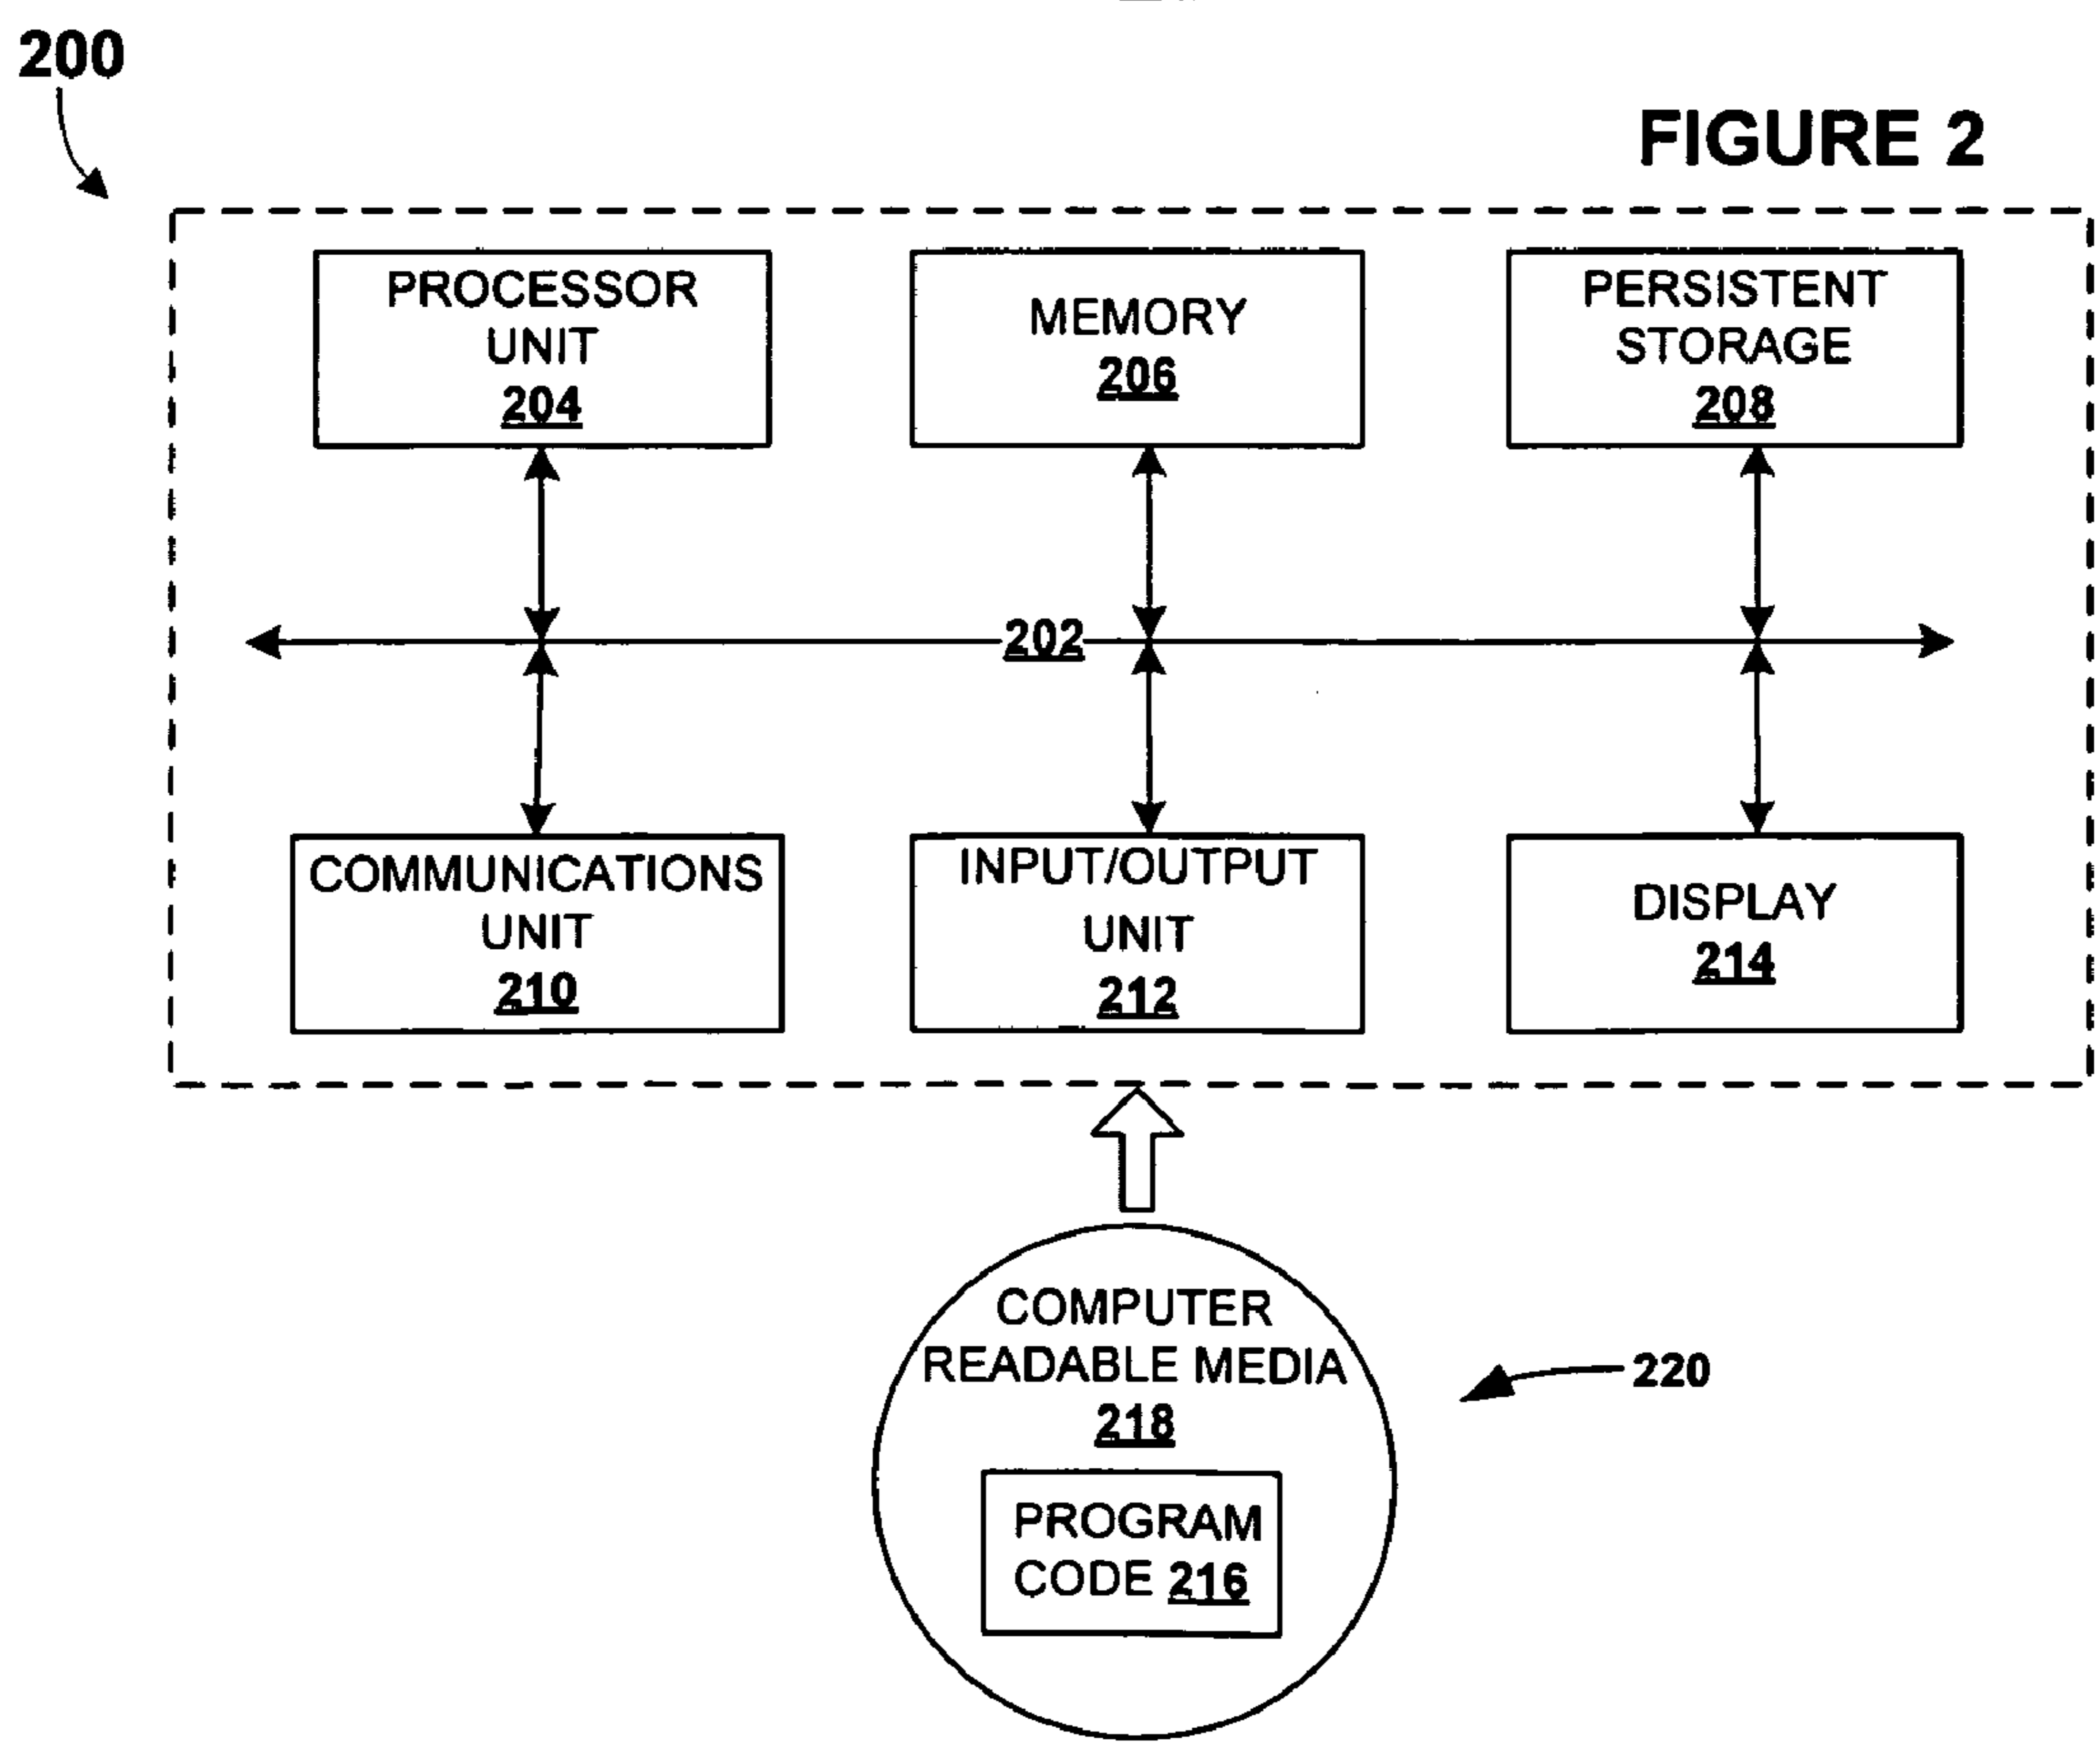 200
FIGURE 2
PROCESSOR
UNIT
204
MEMORY
206
PERSISTENT
STORAGE
208
202
COMMUNICATIONS
UNIT
210
INPUT/OUTPUT
UNIT
212
DISPLAY
214
COMPUTER
READABLE MEDIA
218
220
PROGRAM
CODE 216